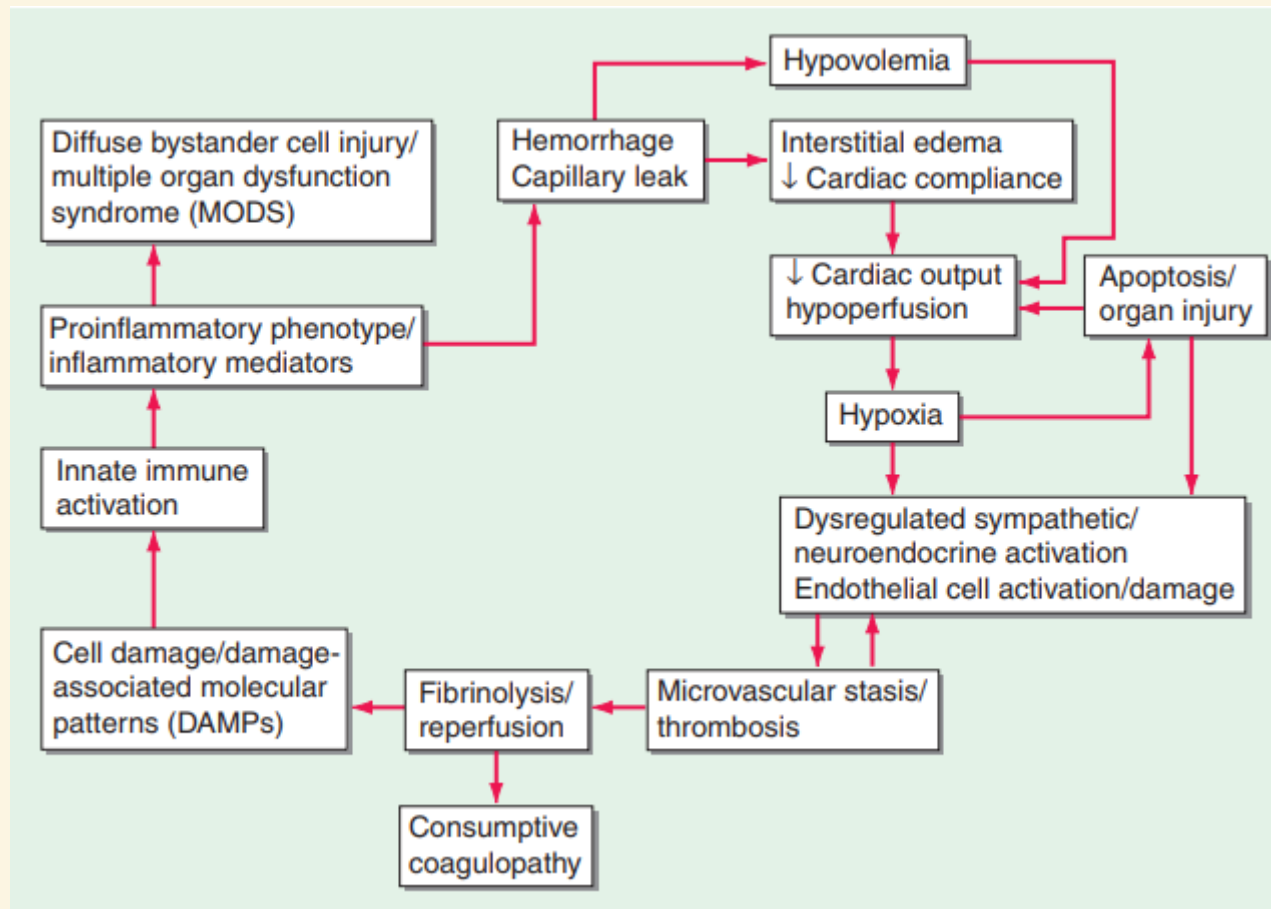 Hypovolemia
Diffuse bystander cell injury/
multiple organ dysfunction
syndrome (MODS)
Hemorrhage
Capillary leak
Interstitial edema
↓ Cardiac compliance
↓ Cardiac output
hypoperfusion
Apoptosis/
organ injury
Proinflammatory phenotype/
inflammatory mediators
Hypoxia
Innate immune
activation
Dysregulated sympathetic/
neuroendocrine activation
Endothelial cell activation/damage
Cell damage/damage-
associated molecular
patterns (DAMPs)
Fibrinolysis/
reperfusion
Microvascular stasis/
thrombosis
Consumptive
coagulopathy